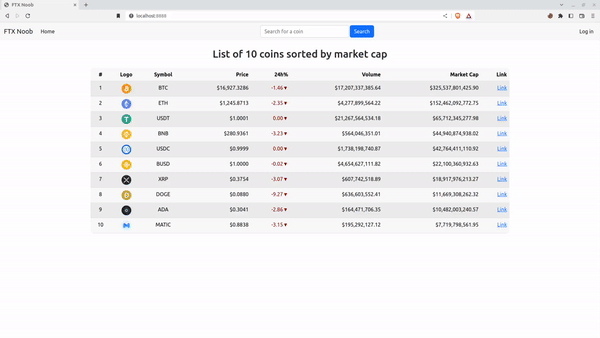 FTX Noob
localhost:8000
FTX Noob Home Search for a coin Search Log in
List of 10 coins sorted by market cap
# Logo Symbol Price 24h% Volume Market Cap Link
1 BTC $16,927.3286 -1.46▼ $17,207,337,385.64 $325,537,801,425.90 Link
2 ETH $1,245.8713 -2.35▼ $4,277,899,564.22 $152,462,092,772.75 Link
3 USDT $1.0001 0.00▼ $21,267,564,534.18 $65,712,345,277.98 Link
4 BNB $280.9361 -3.23▼ $564,046,351.01 $44,940,874,938.02 Link
5 USDC $0.9999 0.00▼ $1,738,198,740.87 $42,764,411,110.92 Link
6 BUSD $1.0000 -0.02▼ $4,654,627,111.82 $22,100,360,932.63 Link
7 XRP $0.3754 -3.07▼ $607,742,518.89 $18,917,976,213.27 Link
8 DOGE $0.0880 -9.27▼ $636,603,552.41 $11,669,308,262.32 Link
9 ADA $0.3041 -2.86▼ $164,471,706.35 $10,482,003,240.57 Link
10 MATIC $0.8838 -3.15▼ $195,292,127.12 $7,719,798,561.95 Link